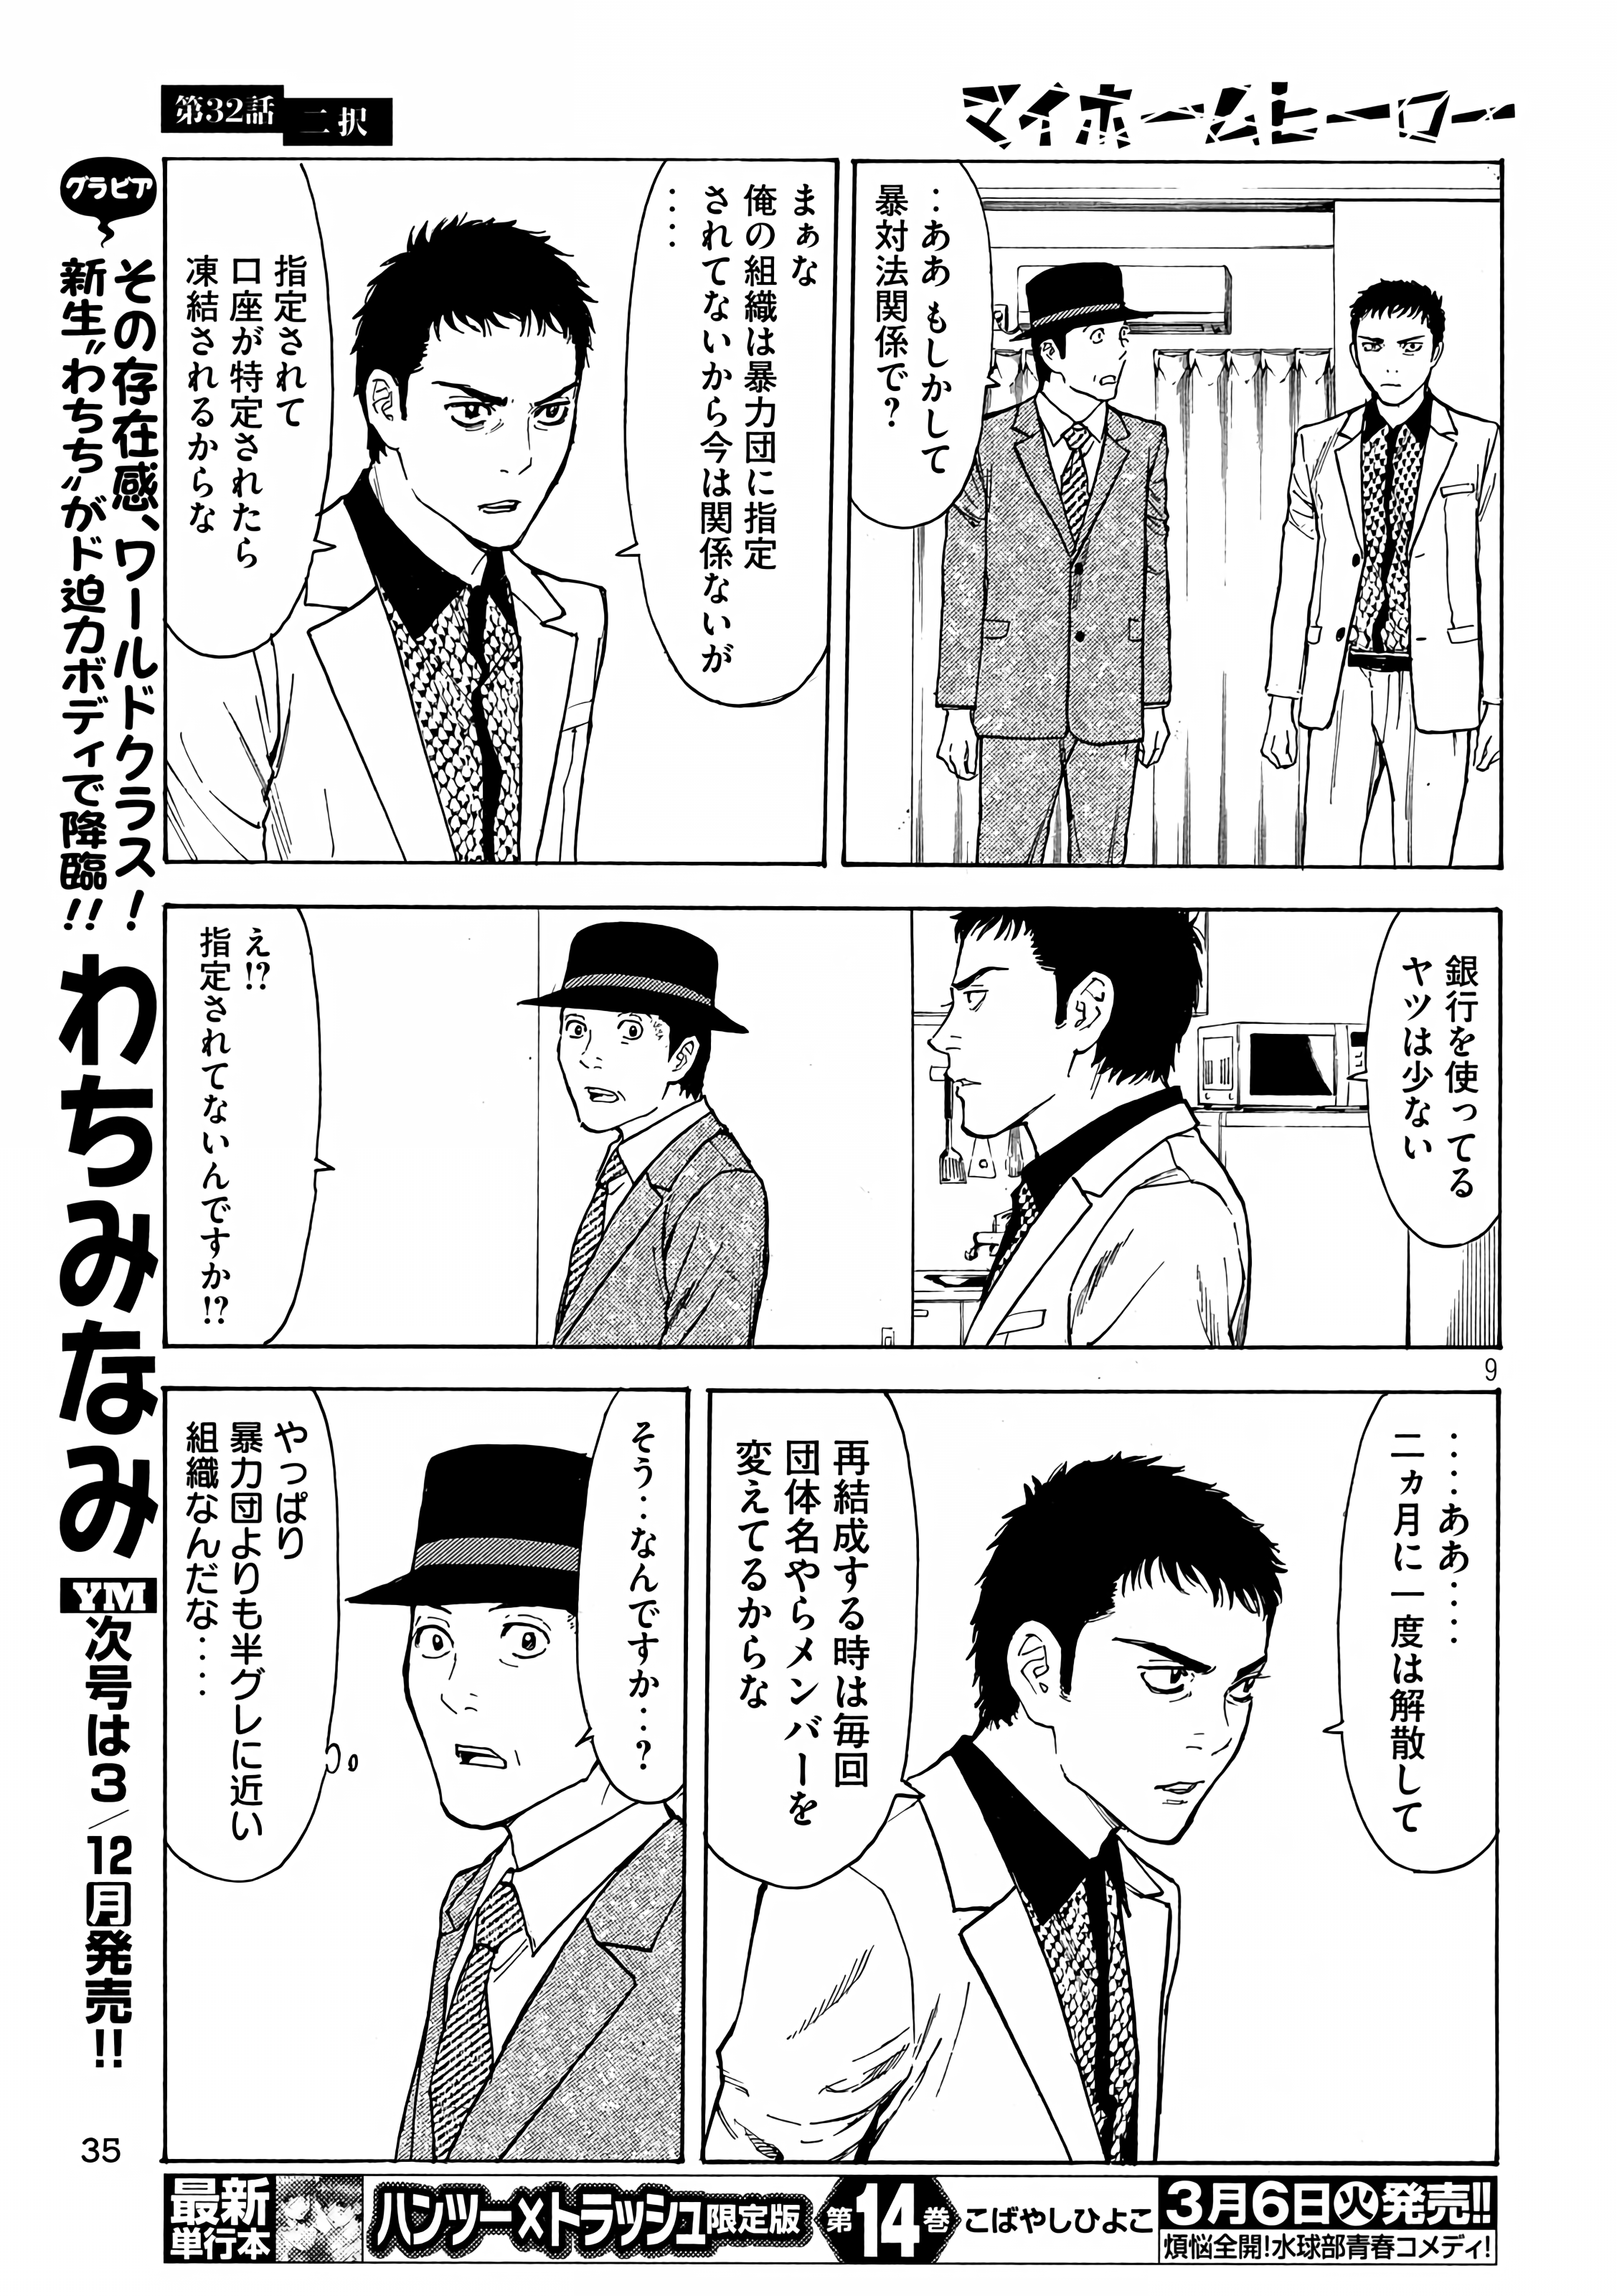 第32話
二択
マイホームヒーロー
‥ああ もしかして
暴対法関係で?
まぁな
俺の組織は暴力団に指定
されてないから今は関係ないが
‥‥
指定されて
口座が特定されたら
凍結されるからな
銀行を使ってる
ヤツは少ない
え!?
指定されてないんですか!?
9
‥‥ああ‥‥
二ヵ月に一度は解散して
再結成する時は毎回
団体名やらメンバーを
変えてるからな
そう‥なんですか‥‥?
やっぱり
暴力団よりも半グレに近い
組織なんだな‥‥
グラビア
その存在感、ワールドクラス!
新生〝わちち〟がド迫力ボディで降臨!!
わちみなみ
YM
次号は3/12月発売!!
35
最新
単行本
ハンツー×トラッシュ 限定版
第14巻
こばやしひよこ
3月6日火発売!!
煩悩全開!水球部青春コメディ!